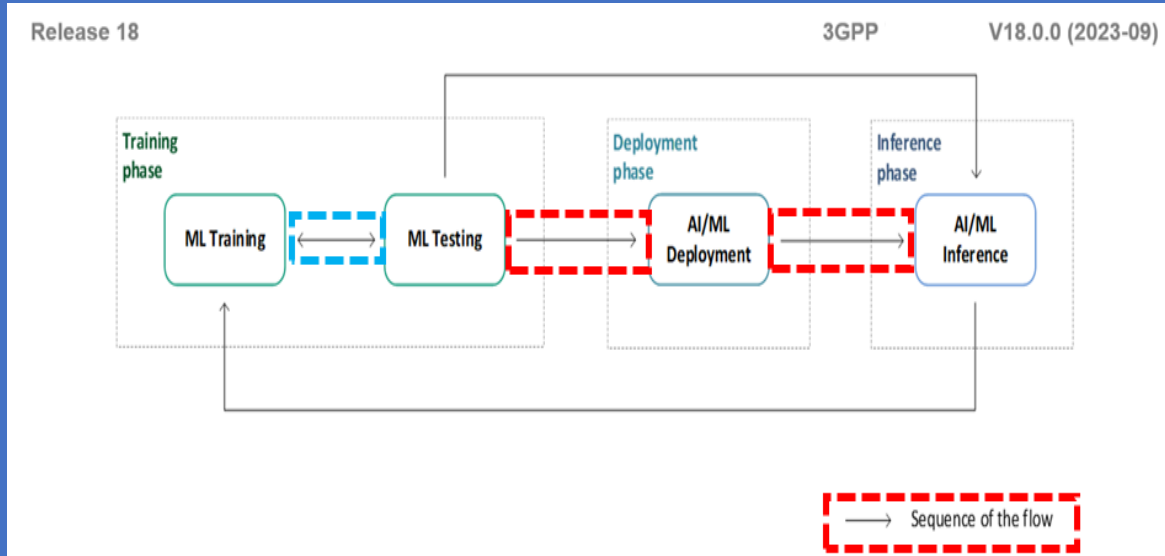 Release 18 3GPP V18.0.0 (2023-09)
Training
phase
Deployment
phase
Inference
phase
ML Training
ML Testing
AI/ML
Deployment
AI/ML
Inference
Sequence of the flow